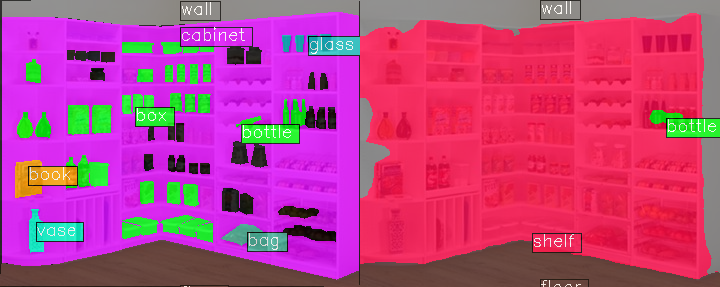 wall
cabinet
glass
box
bottle
book
vase
bag
wall
bottle
shelf
floor